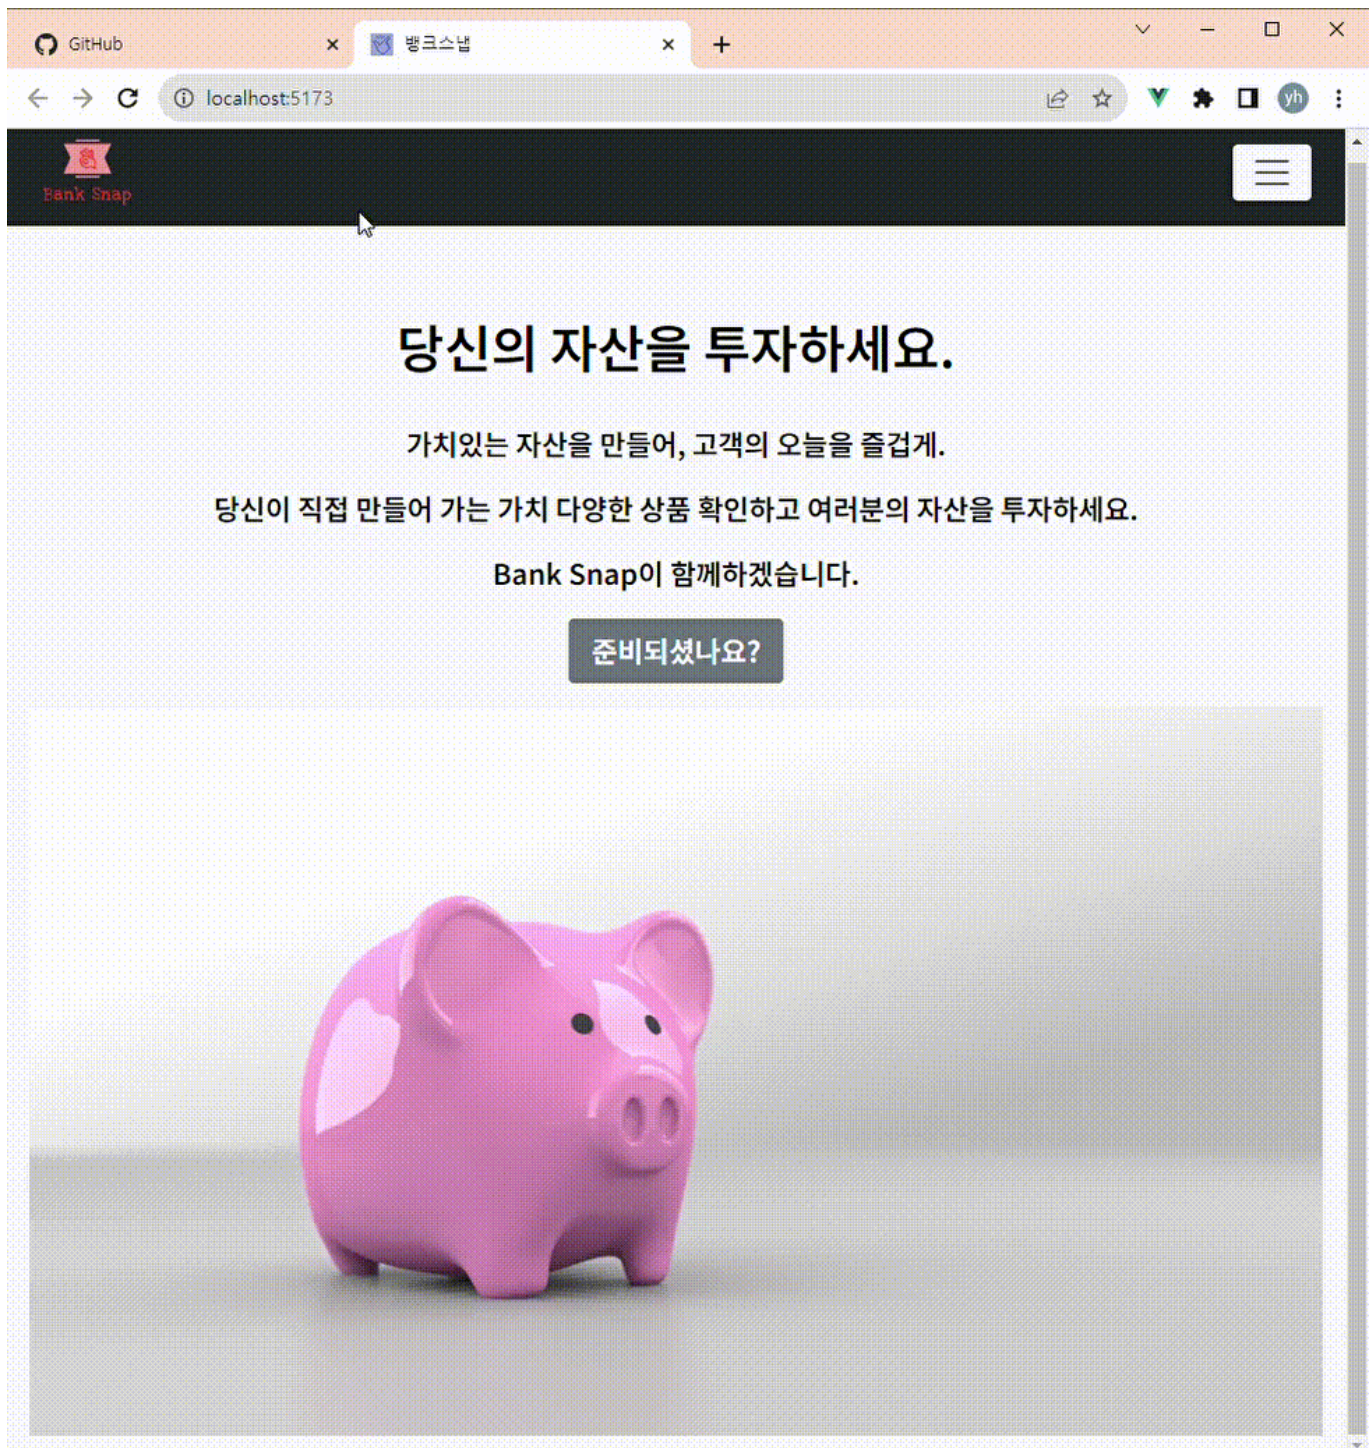 GitHub
뱅크스냅
localhost:5173
yh
Bank Snap
당신의 자산을 투자하세요.
가치있는 자산을 만들어, 고객의 오늘을 즐겁게.
당신이 직접 만들어 가는 가치 다양한 상품 확인하고 여러분의 자산을 투자하세요.
Bank Snap이 함께하겠습니다.
준비되셨나요?